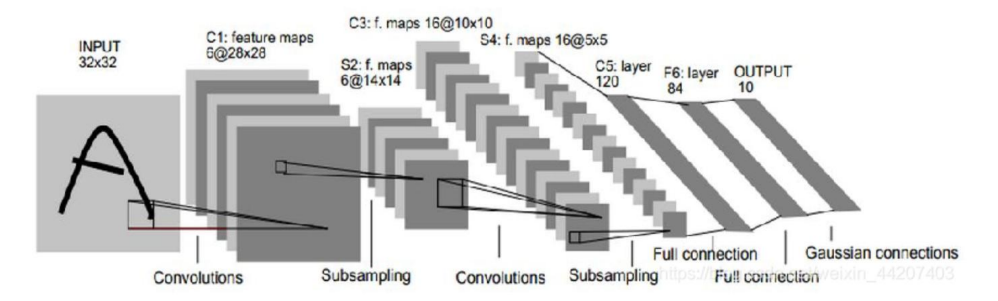 INPUT
32x32
C1: feature maps
6@28x28
S2: f. maps
6@14x14
C3: f. maps 16@10x10
S4: f. maps 16@5x5
C5: layer
120
F6: layer
84
OUTPUT
10
A
Convolutions
Subsampling
Convolutions
Subsampling
Full connection
Full connection
Gaussian connections
weixin_44207403